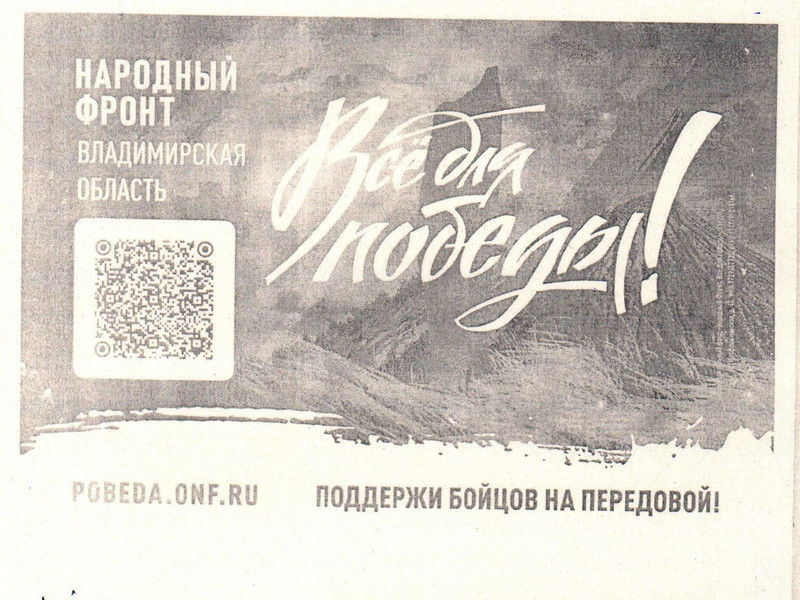 НАРОДНЫЙ
ФРОНТ
ВЛАДИМИРСКАЯ
ОБЛАСТЬ
Всё для
победы!
POBEDA.ONF.RU
ПОДДЕРЖИ БОЙЦОВ НА ПЕРЕДОВОЙ!